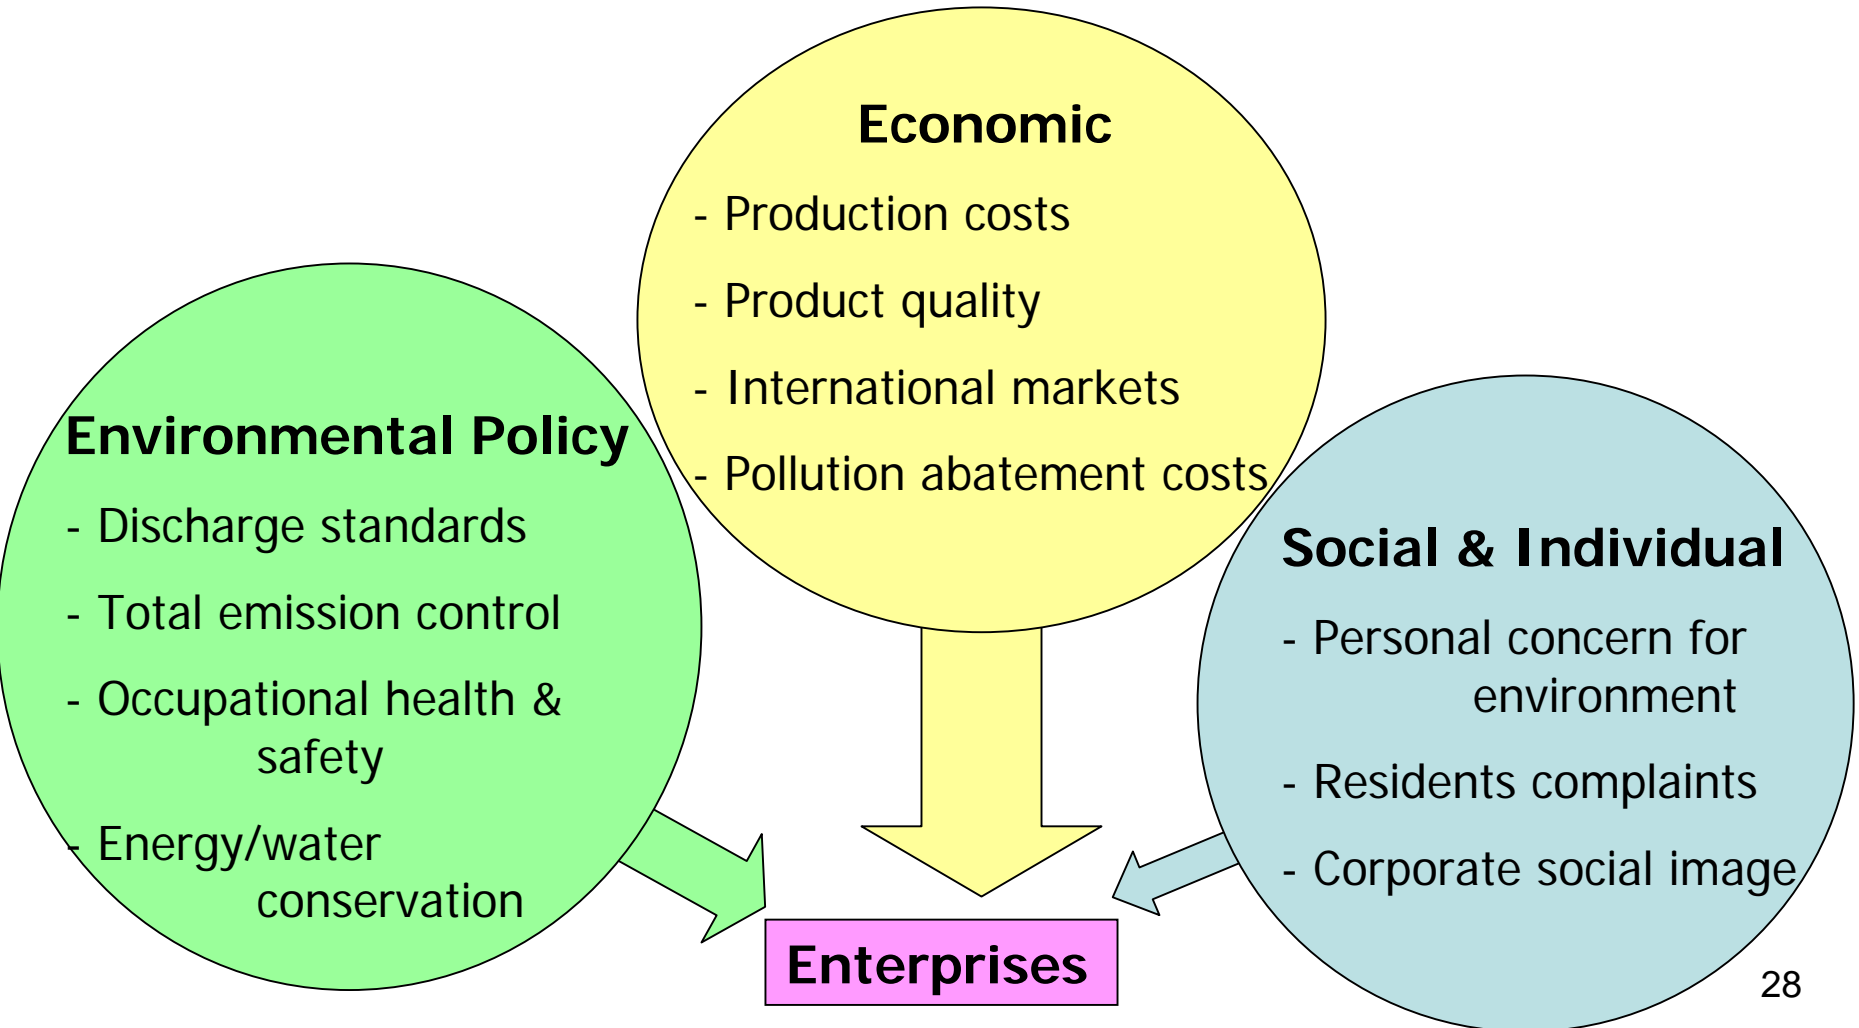 Economic
- Production costs
- Product quality
- International markets
- Pollution abatement costs
Environmental Policy
- Discharge standards
- Total emission control
- Occupational health &
safety
- Energy/water
conservation
Social & Individual
- Personal concern for
environment
- Residents complaints
- Corporate social image
Enterprises
28